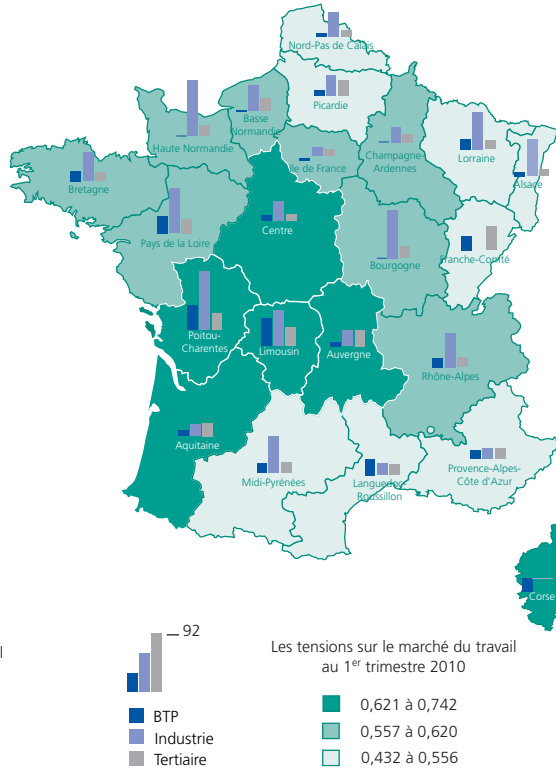 Nord-Pas de Calais
Picardie
Basse
Normandie
Haute Normandie
Ile de France
Champagne-
Ardennes
Lorraine
Alsace
Bretagne
Pays de la Loire
Centre
Bourgogne
Franche-Comté
Poitou-
Charentes
Limousin
Auvergne
Rhône-Alpes
Aquitaine
Midi-Pyrénées
Languedoc-
Roussillon
Provence-Alpes-
Côte d'Azur
Corse
92
l
BTP
Industrie
Tertiaire
Les tensions sur le marché du travail
au 1er trimestre 2010
0,621 à 0,742
0,557 à 0,620
0,432 à 0,556